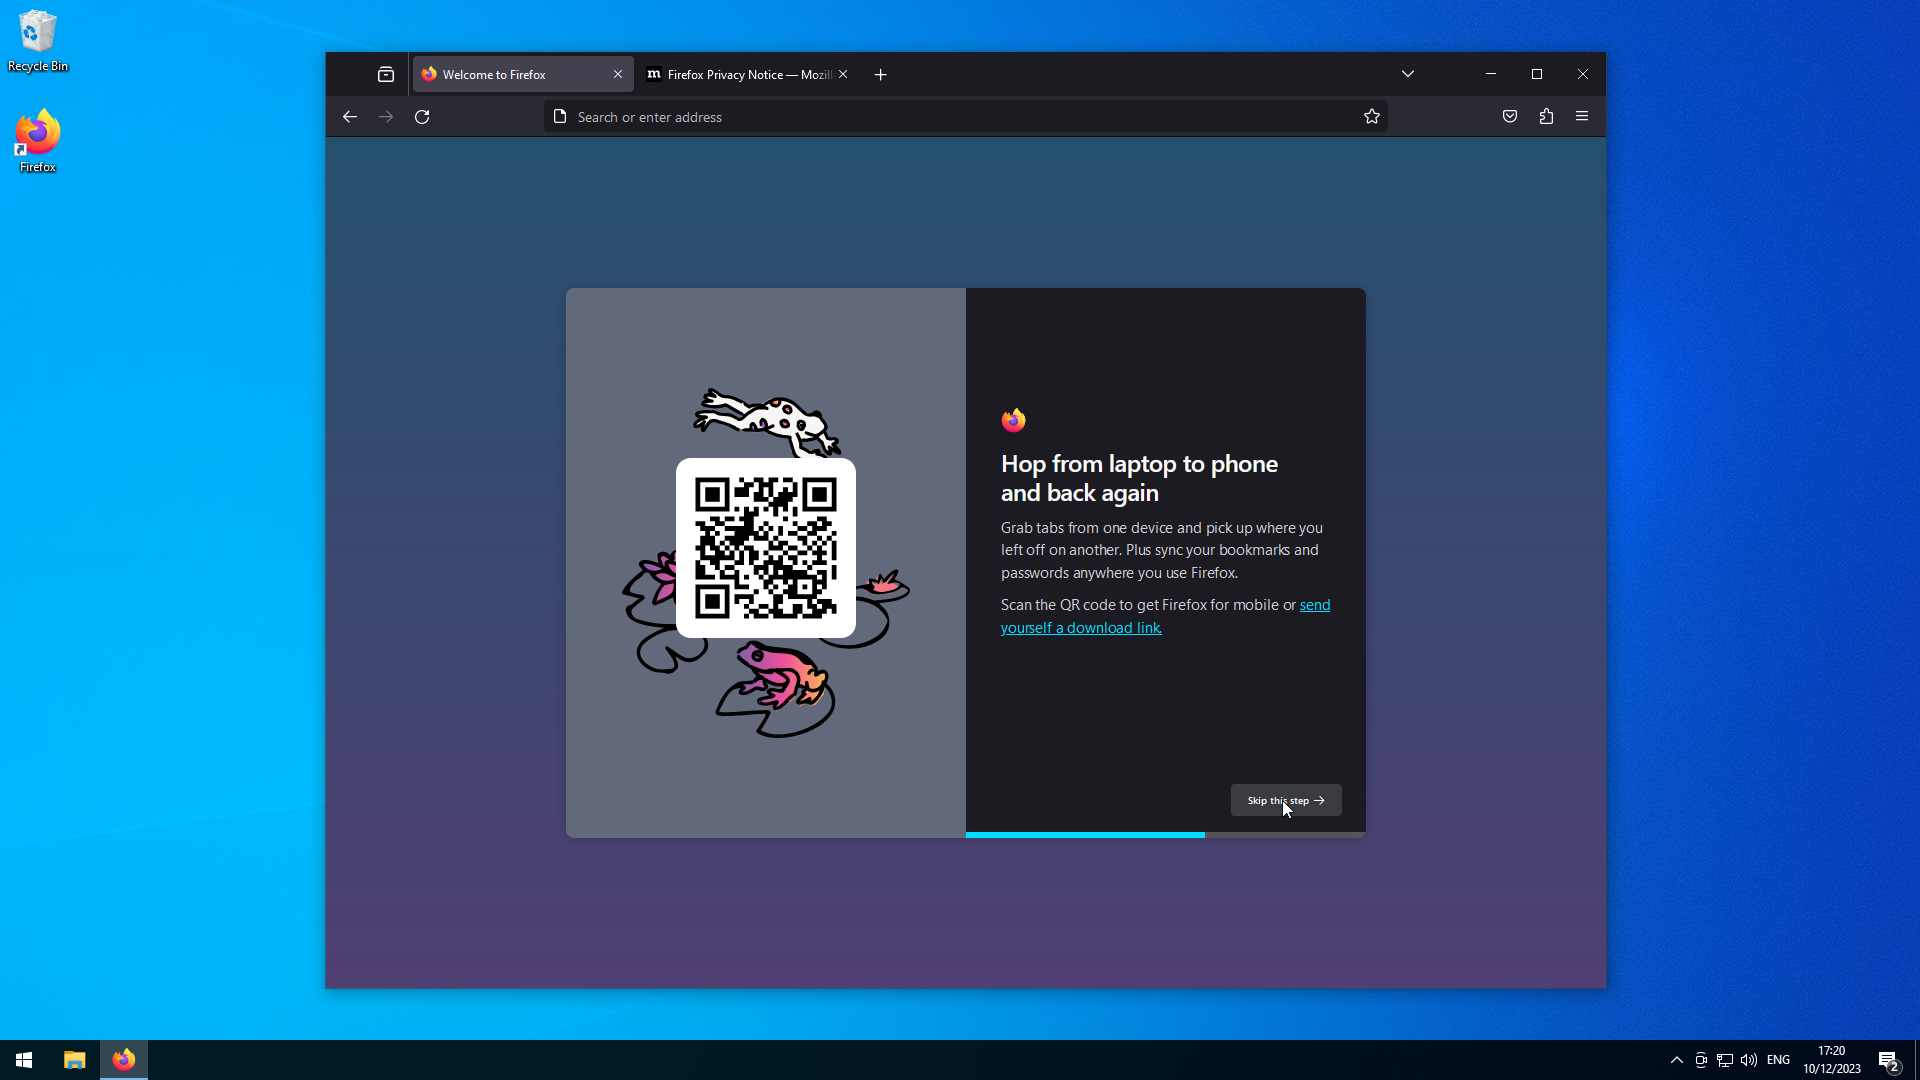 Recycle Bin
Firefox
Welcome to Firefox
Firefox Privacy Notice — Mozill
Search or enter address
Hop from laptop to phone
and back again
Grab tabs from one device and pick up where you
left off on another. Plus sync your bookmarks and
passwords anywhere you use Firefox.
Scan the QR code to get Firefox for mobile or send
yourself a download link.
Skip this step
ENG
17:20
10/12/2023
2